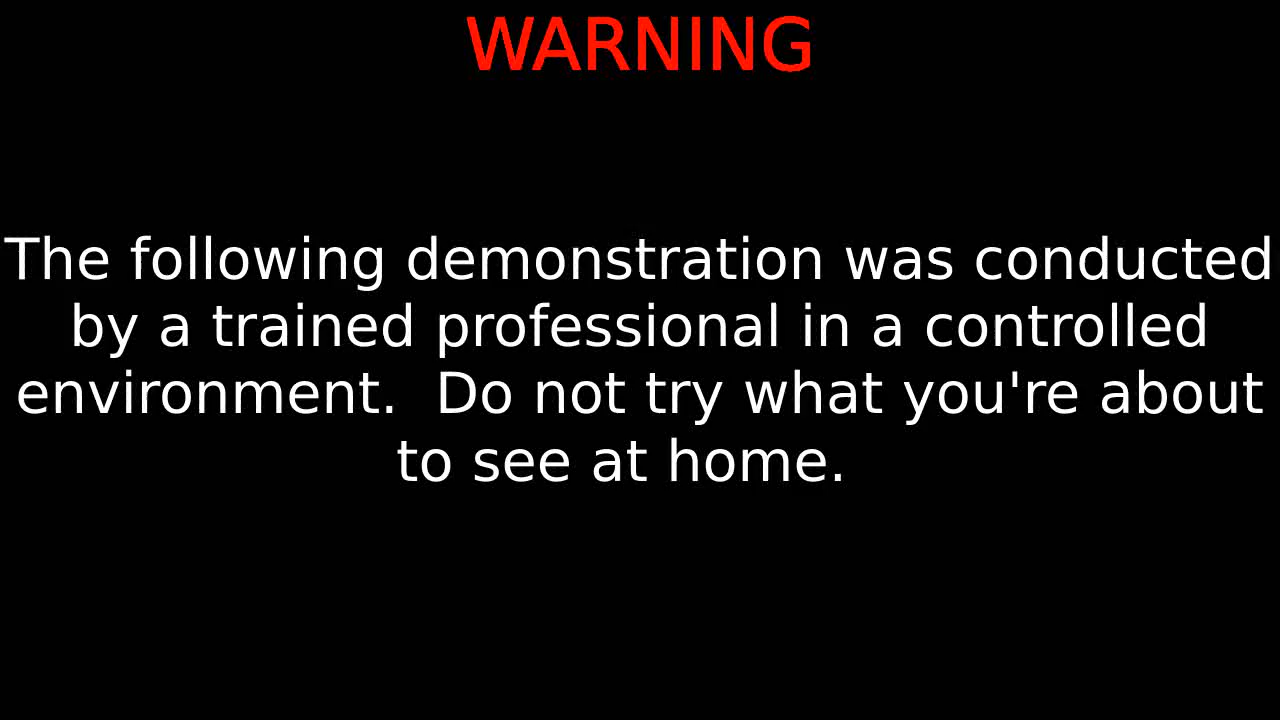 WARNING
The following demonstration was conducted
by a trained professional in a controlled
environment.  Do not try what you're about
to see at home.